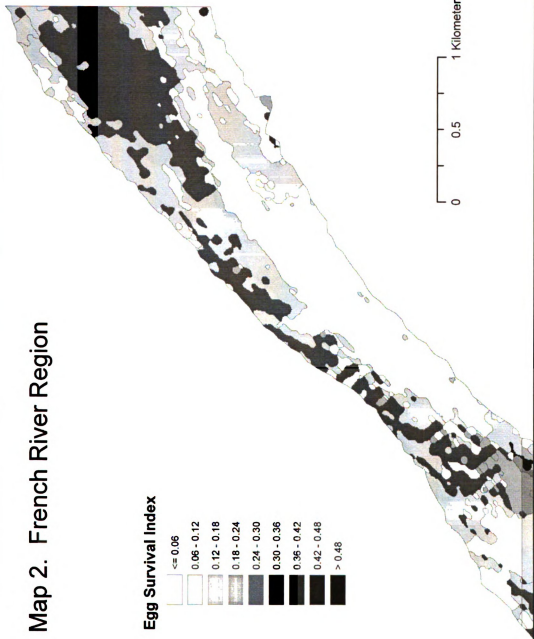 Map 2. French River Region
Egg Survival Index
<= 0.06
0.06 - 0.12
0.12 - 0.18
0.18 - 0.24
0.24 - 0.30
0.30 - 0.36
0.36 - 0.42
0.42 - 0.48
> 0.48
0 0.5 1 Kilometer